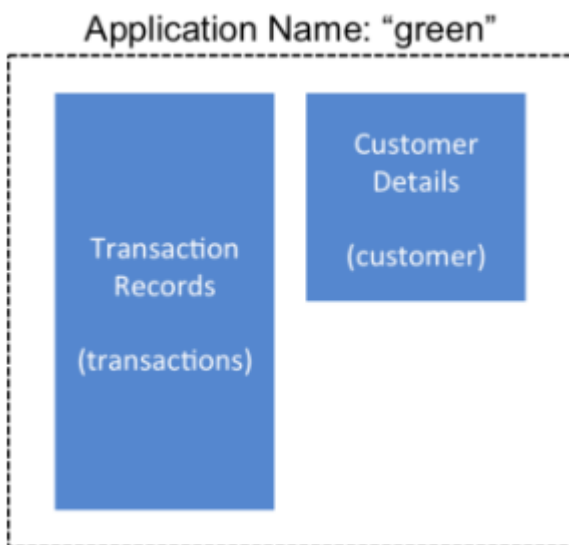 Application Name: “green”
Transaction
Records
(transactions)
Customer
Details
(customer)